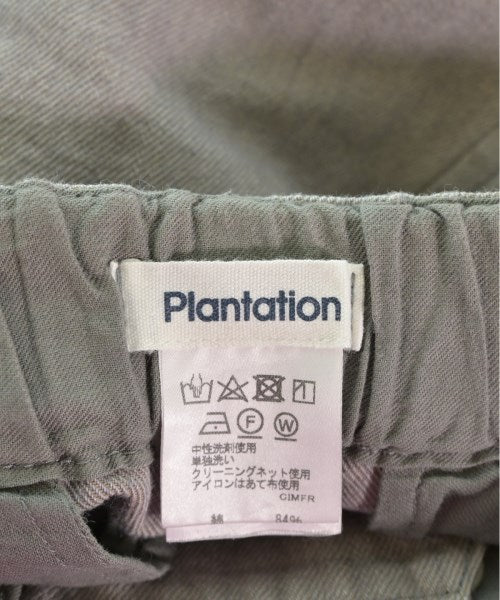 Plantation
F W
中性洗剤使用
単独洗い
クリーニングネット使用
アイロンはあて布使用
GIMFR
綿 8496